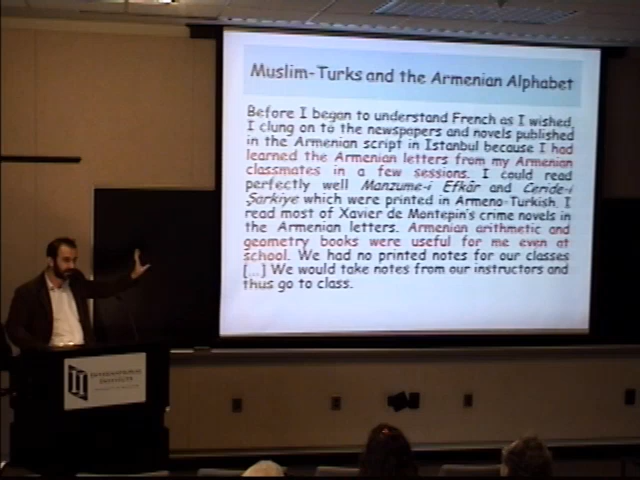 Muslim-Turks and the Armenian Alphabet
Before I began to understand French as I wished,
I clung on to the newspapers and novels published
in the Armenian script in Istanbul because I had
learned the Armenian letters from my Armenian
classmates in a few sessions. I could read
perfectly well Manzume-i Efkâr and Ceride-i
Şarkiye which were printed in Armeno-Turkish. I
read most of Xavier de Montepin's crime novels in
the Armenian letters. Armenian arithmetic and
geometry books were useful for me even at
school. We had no printed notes for our classes
[...] We would take notes from our instructors and
thus go to class.
INTERNATIONAL
INSTITUTE